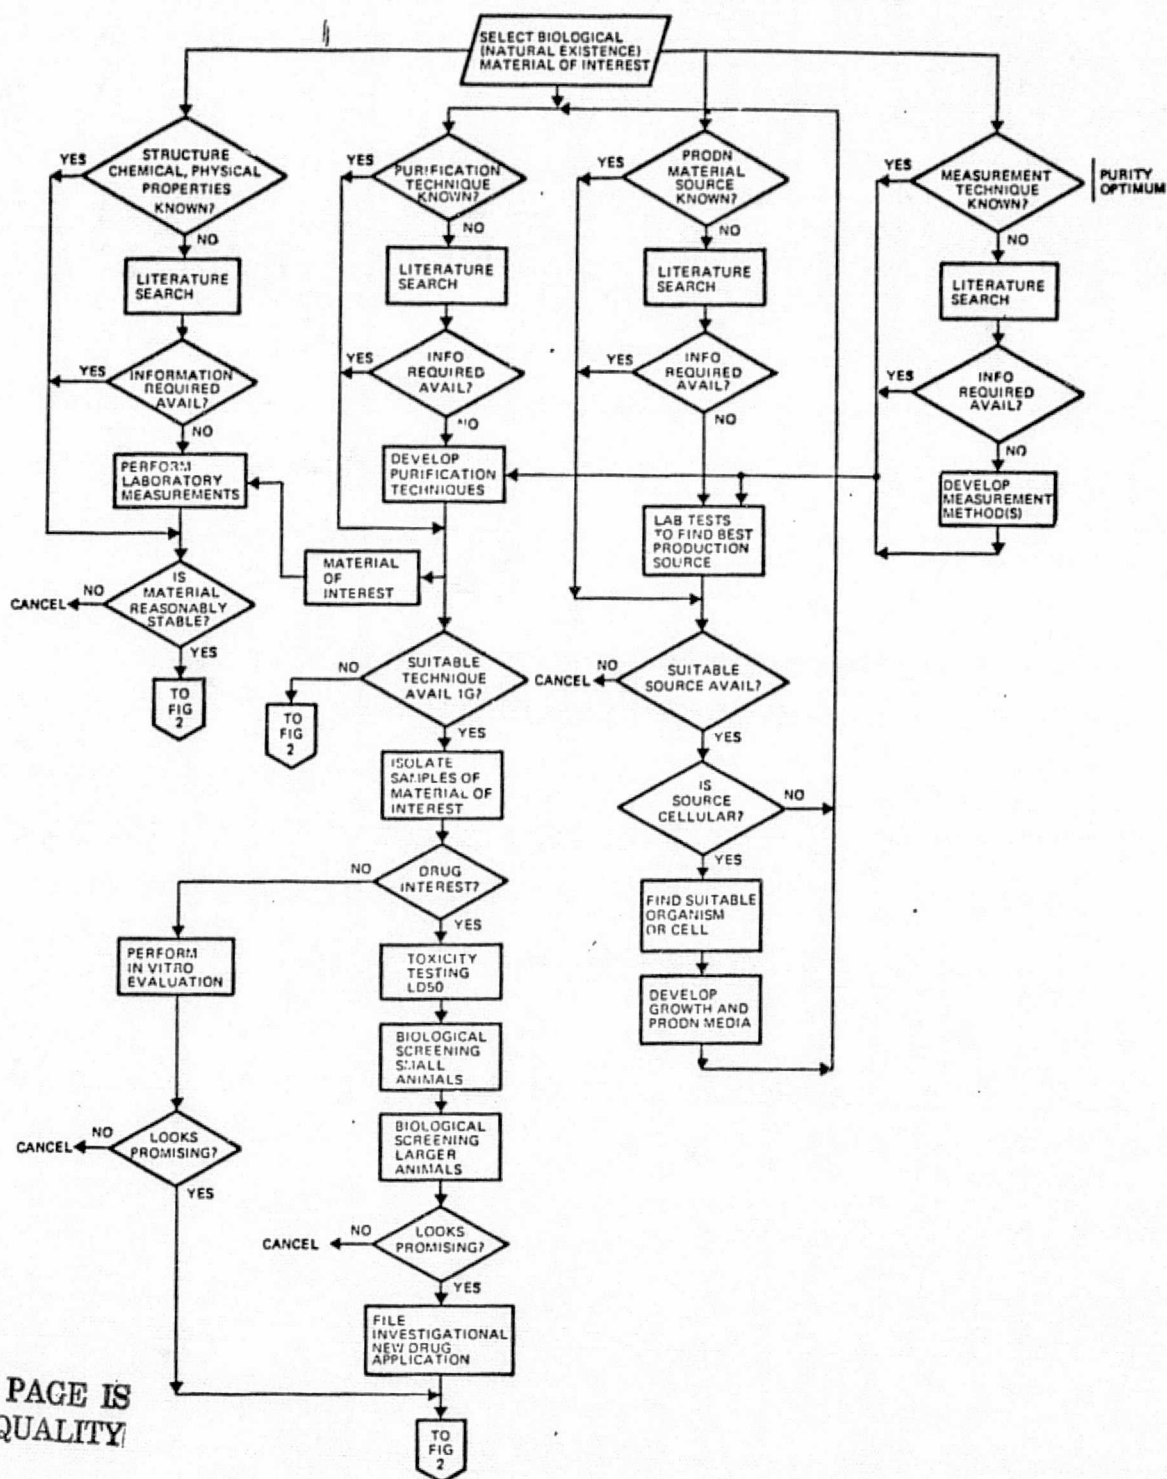 SELECT BIOLOGICAL
(NATURAL EXISTENCE)
MATERIAL OF INTEREST
YES
STRUCTURE
CHEMICAL, PHYSICAL
PROPERTIES
KNOWN?
NO
LITERATURE
SEARCH
YES
INFORMATION
REQUIRED
AVAIL?
NO
PERFORM
LABORATORY
MEASUREMENTS
IS
MATERIAL
REASONABLY
STABLE?
NO
CANCEL
YES
TO
FIG
2
YES
PURIFICATION
TECHNIQUE
KNOWN?
NO
LITERATURE
SEARCH
YES
INFO
REQUIRED
AVAIL?
NO
DEVELOP
PURIFICATION
TECHNIQUES
MATERIAL
OF
INTEREST
NO
SUITABLE
TECHNIQUE
AVAIL 1G?
TO
FIG
2
YES
ISOLATE
SAMPLES OF
MATERIAL OF
INTEREST
NO
DRUG
INTEREST?
YES
PERFORM
IN VITRO
EVALUATION
CANCEL
NO
LOOKS
PROMISING?
YES
TOXICITY
TESTING
LD50
BIOLOGICAL
SCREENING
SMALL
ANIMALS
BIOLOGICAL
SCREENING
LARGER
ANIMALS
CANCEL
NO
LOOKS
PROMISING?
YES
FILE
INVESTIGATIONAL
NEW DRUG
APPLICATION
TO
FIG
2
YES
PRODN
MATERIAL
SOURCE
KNOWN?
NO
LITERATURE
SEARCH
YES
INFO
REQUIRED
AVAIL?
NO
LAB TESTS
TO FIND BEST
PRODUCTION
SOURCE
CANCEL
NO
SUITABLE
SOURCE AVAIL?
YES
IS
SOURCE
CELLULAR?
NO
YES
FIND SUITABLE
ORGANISM
OR CELL
DEVELOP
GROWTH AND
PRODN MEDIA
YES
MEASUREMENT
TECHNIQUE
KNOWN?
PURITY
OPTIMUM
NO
LITERATURE
SEARCH
YES
INFO
REQUIRED
AVAIL?
NO
DEVELOP
MEASUREMENT
METHOD(S)
PAGE IS
QUALITY